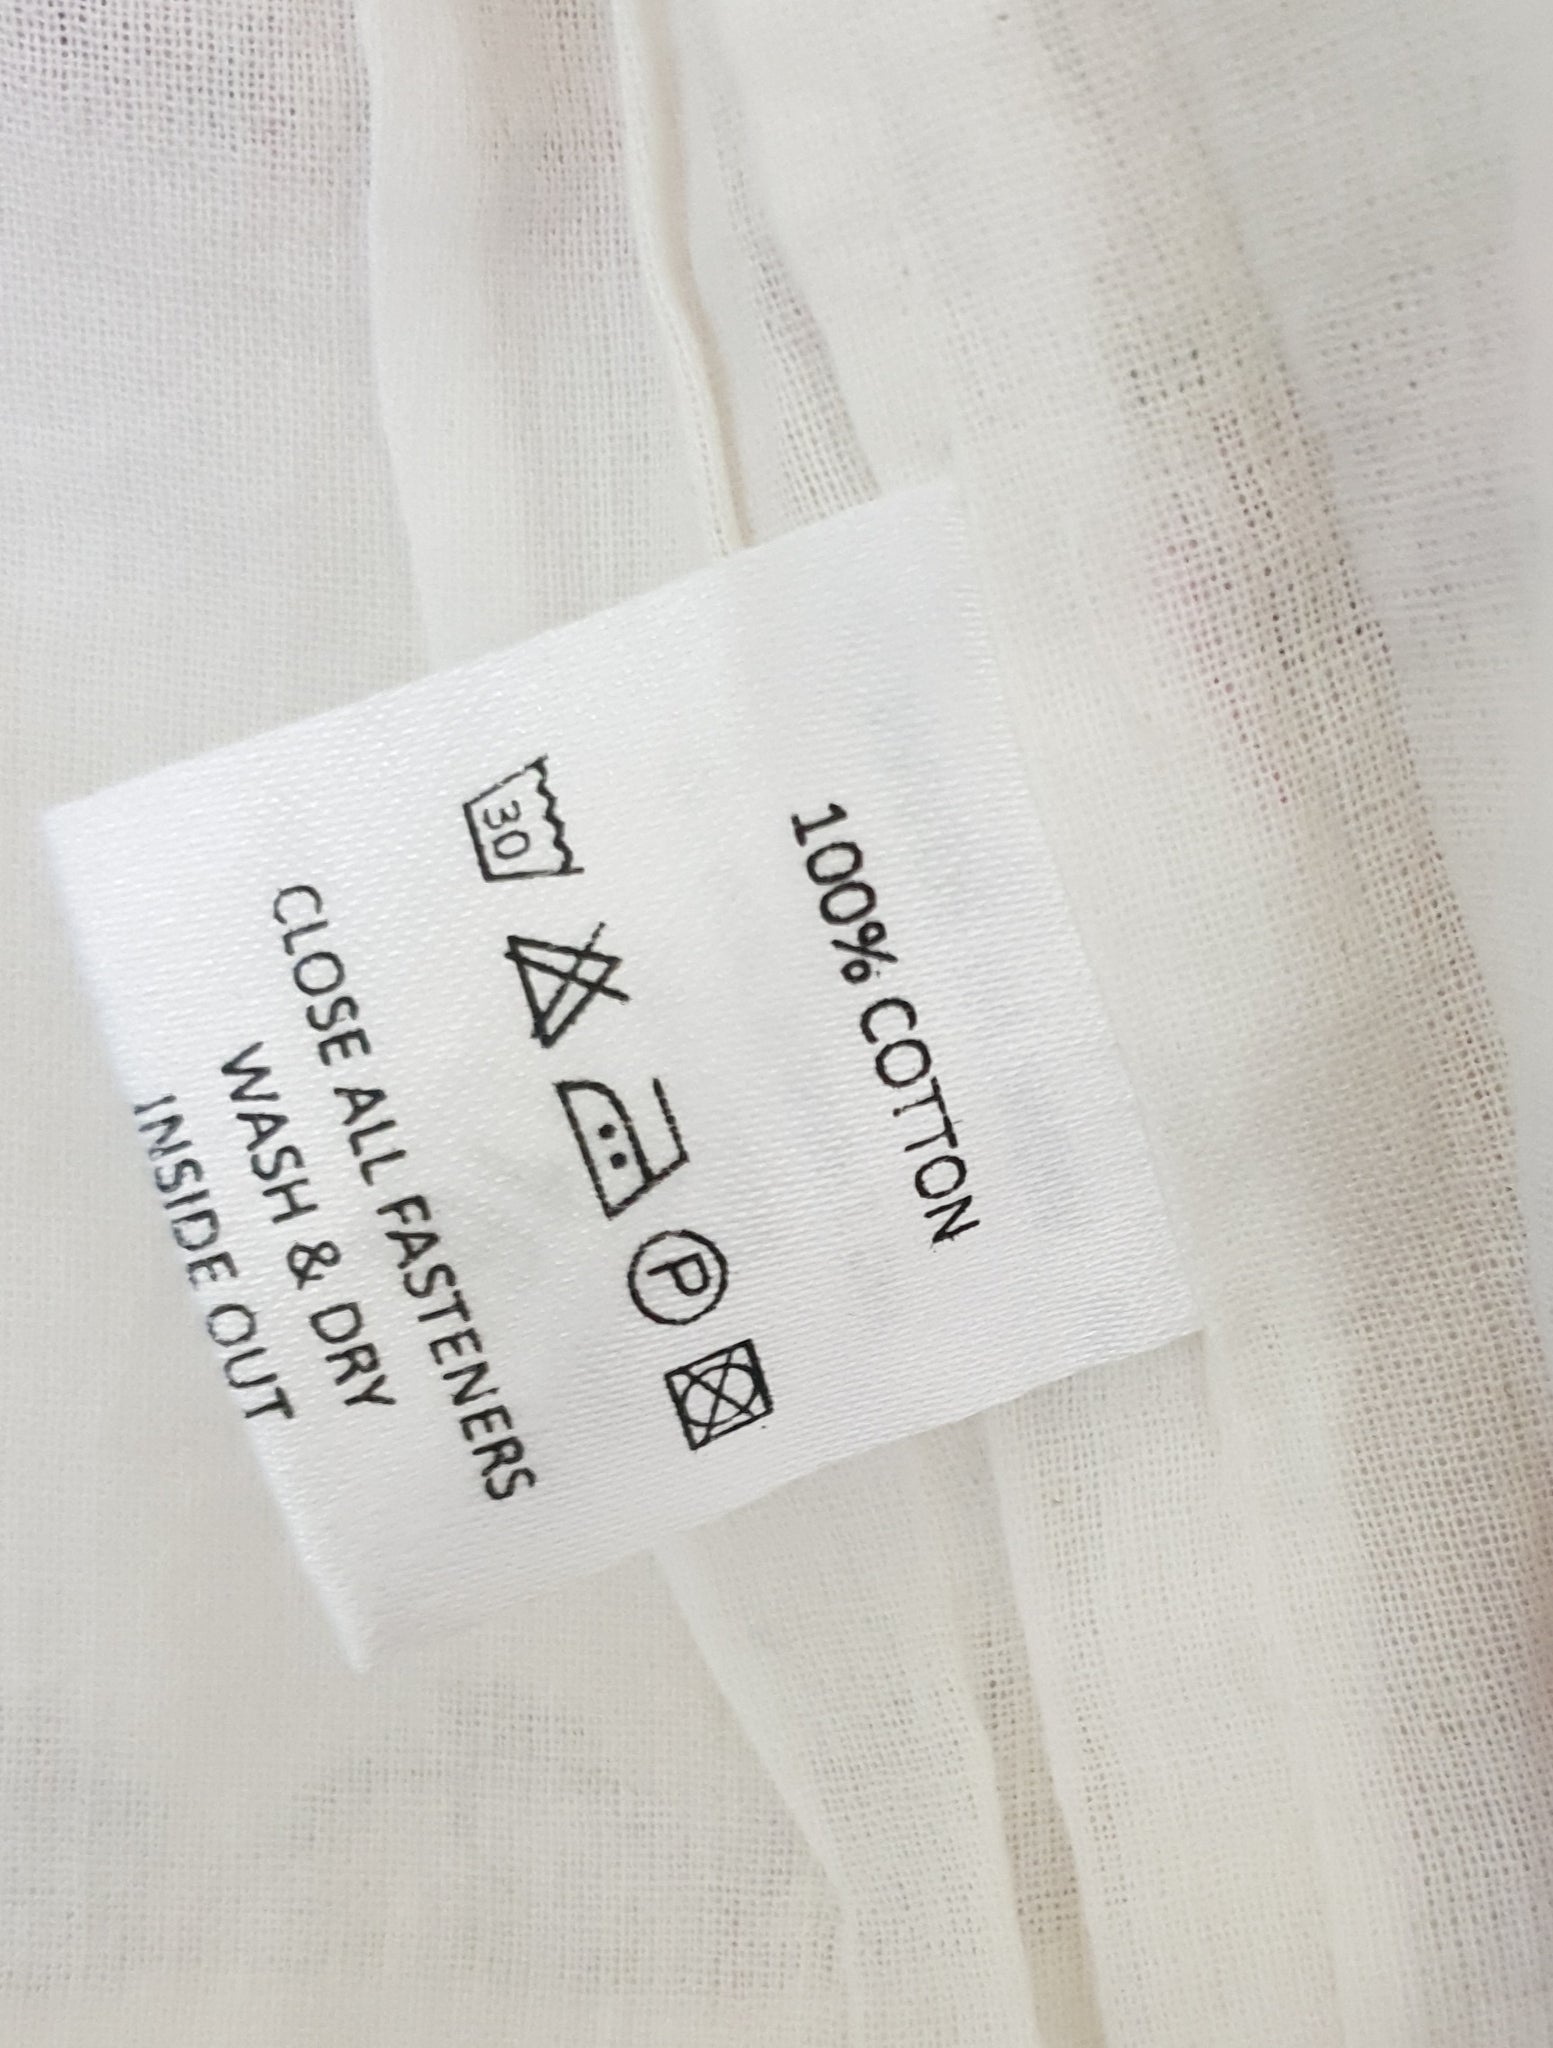 100% COTTON
30
P
CLOSE ALL FASTENERS
WASH & DRY
INSIDE OUT